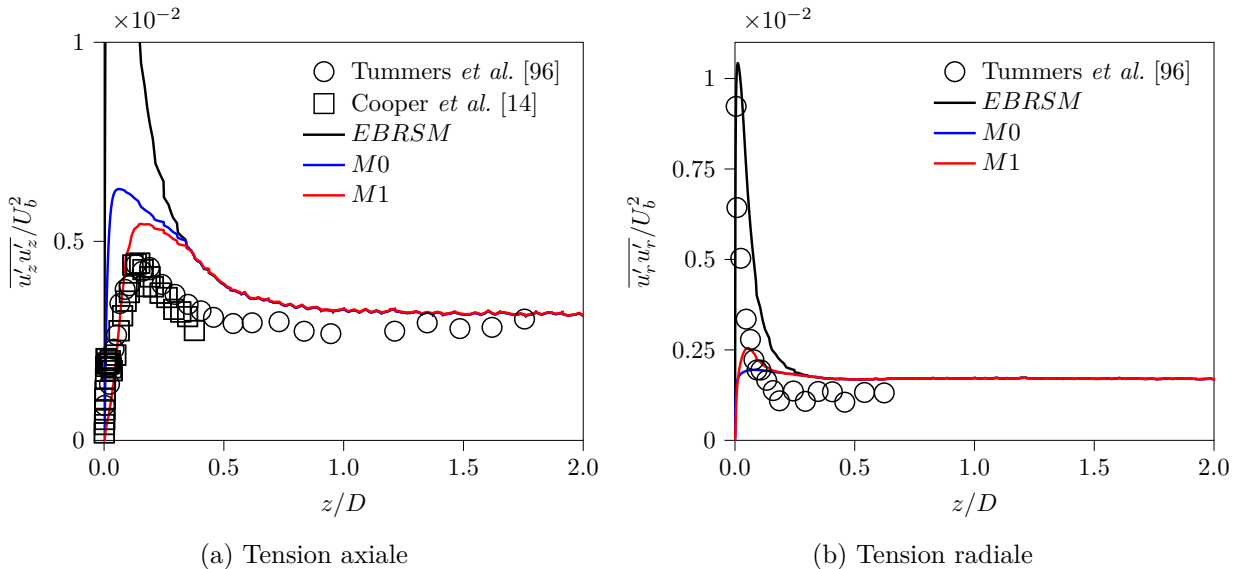 ×10−2
1
0.5
0
0.0 0.5 1.0 1.5 2.0
z/D
u′zu′z/U2b
Tummers et al. [96]
Cooper et al. [14]
EBRSM
M0
M1
(a) Tension axiale
×10−2
1
0.75
0.5
0.25
0
0.0 0.5 1.0 1.5 2.0
z/D
u′ru′r/U2b
Tummers et al. [96]
EBRSM
M0
M1
(b) Tension radiale